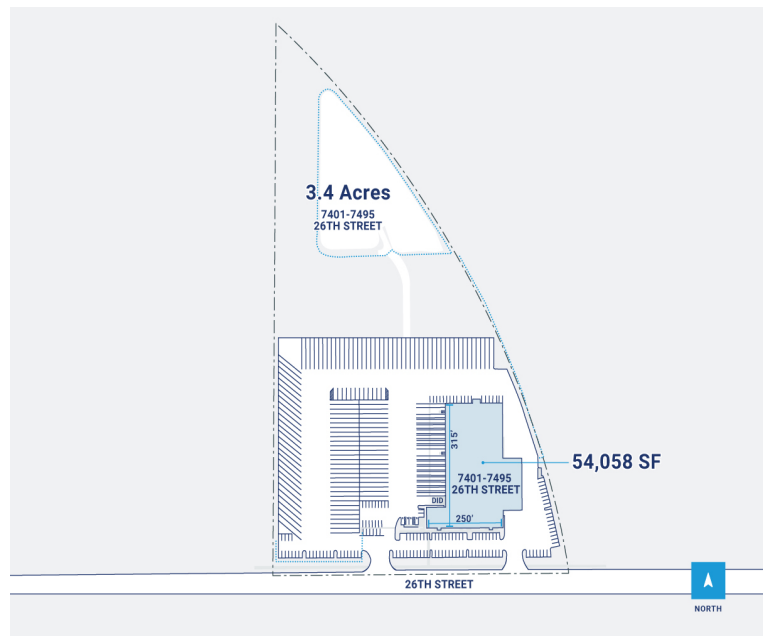 3.4 Acres
7401-7495
26TH STREET
315'
54,058 SF
7401-7495
26TH STREET
DID
250'
26TH STREET
NORTH